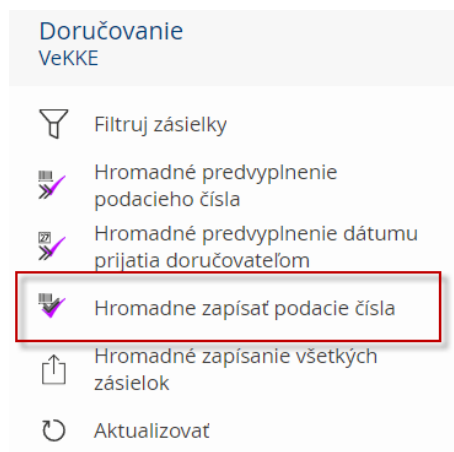 Doručovanie
VeKKE
Filtruj zásielky
Hromadné predvyplnenie
podacieho čísla
27
Hromadné predvyplnenie dátumu
prijatia doručovateľom
Hromadne zapísať podacie čísla
Hromadné zapísanie všetkých
zásielok
Aktualizovať